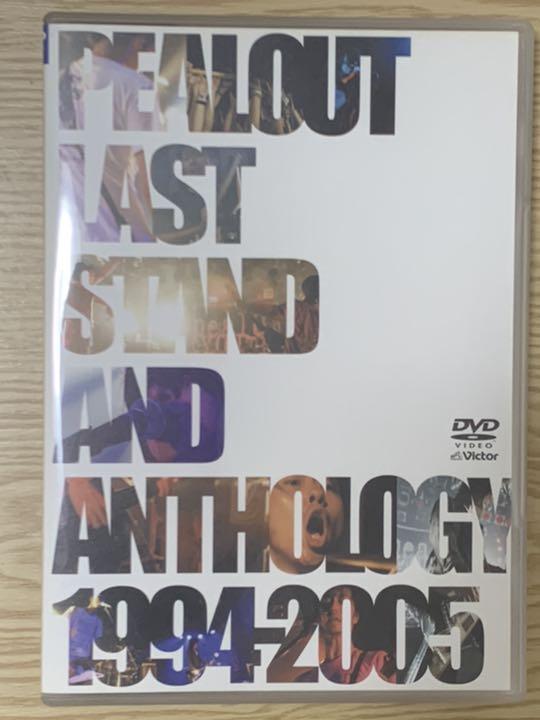 PEALOUT
LAST
STAND
AND
ANTHOLOGY
1994-2005
DVD
VIDEO
Victor